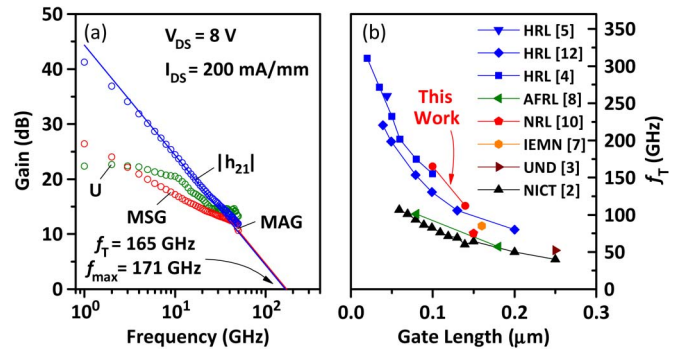 (a)
V_DS = 8 V
I_DS = 200 mA/mm
|h_21|
U
MSG
MAG
f_T = 165 GHz
f_max = 171 GHz
50
40
30
20
10
0
Gain (dB)
10^0
10^1
10^2
Frequency (GHz)
(b)
HRL [5]
HRL [12]
HRL [4]
AFRL [8]
NRL [10]
IEMN [7]
UND [3]
NICT [2]
This
Work
350
300
250
200
150
100
50
0
f_T (GHz)
0.0
0.1
0.2
0.3
Gate Length (μm)